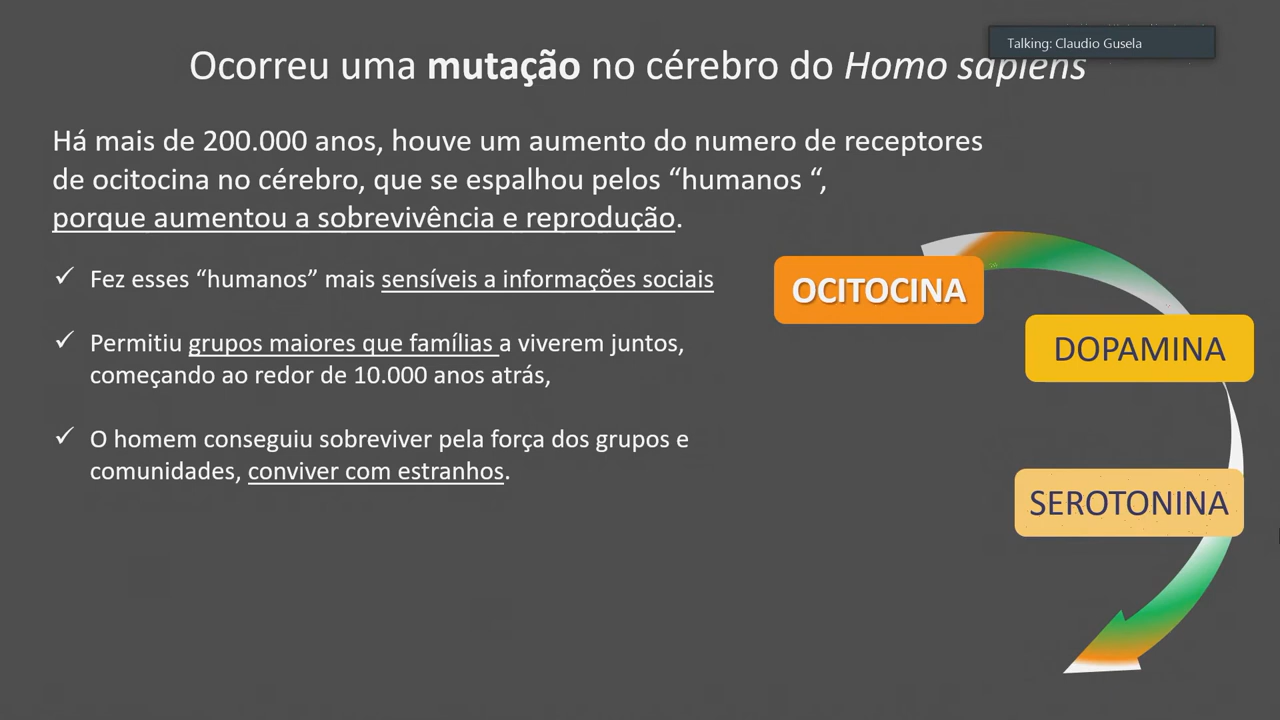 Talking: Claudio Gusela
Ocorreu uma mutação no cérebro do Homo sapiens
Há mais de 200.000 anos, houve um aumento do numero de receptores
de ocitocina no cérebro, que se espalhou pelos “humanos “,
porque aumentou a sobrevivência e reprodução.
✓ Fez esses “humanos” mais sensíveis a informações sociais
✓ Permitiu grupos maiores que famílias a viverem juntos,
começando ao redor de 10.000 anos atrás,
✓ O homem conseguiu sobreviver pela força dos grupos e
comunidades, conviver com estranhos.
OCITOCINA
DOPAMINA
SEROTONINA